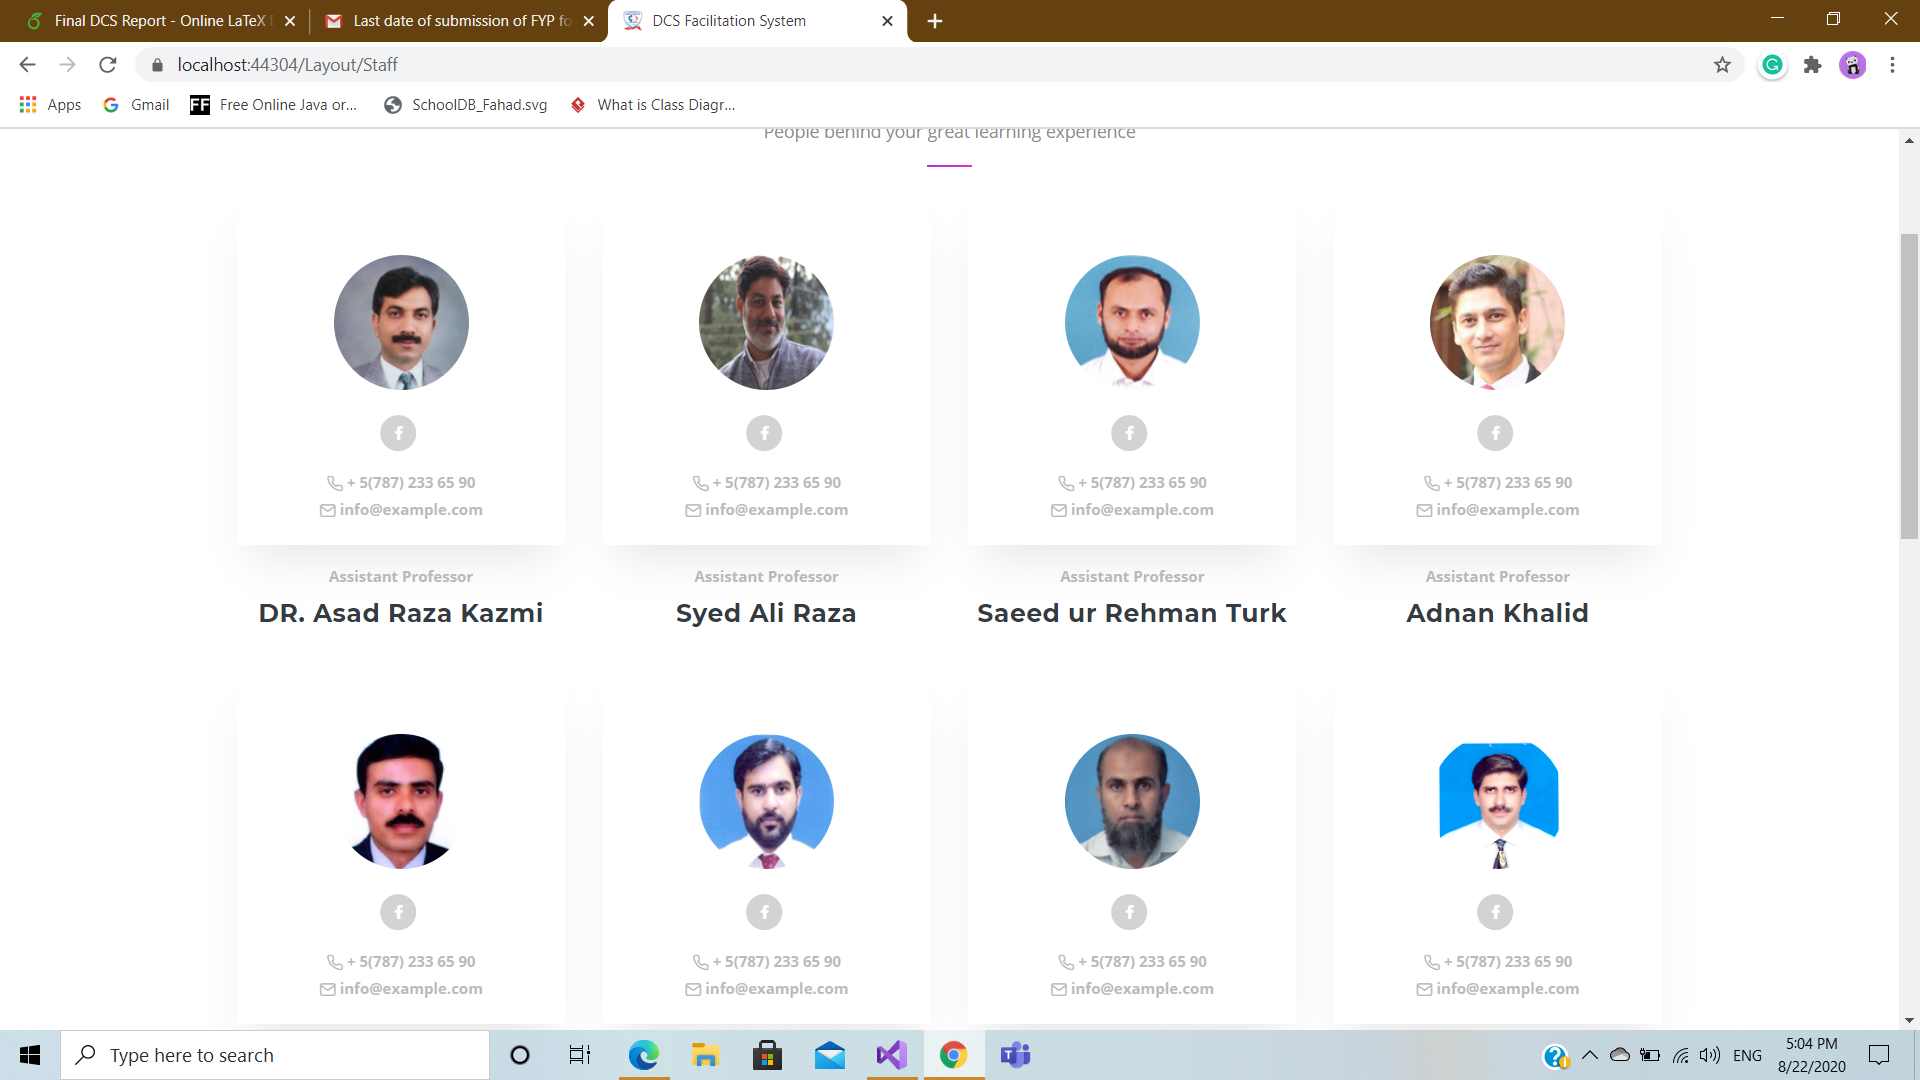 Final DCS Report - Online LaTeX E
Last date of submission of FYP fo
DCS Facilitation System
localhost:44304/Layout/Staff
Apps
Gmail
FF
Free Online Java or...
SchoolDB_Fahad.svg
What is Class Diagr...
People behind your great learning experience
+ 5(787) 233 65 90
info@example.com
Assistant Professor
DR. Asad Raza Kazmi
+ 5(787) 233 65 90
info@example.com
Assistant Professor
Syed Ali Raza
+ 5(787) 233 65 90
info@example.com
Assistant Professor
Saeed ur Rehman Turk
+ 5(787) 233 65 90
info@example.com
Assistant Professor
Adnan Khalid
+ 5(787) 233 65 90
info@example.com
+ 5(787) 233 65 90
info@example.com
+ 5(787) 233 65 90
info@example.com
+ 5(787) 233 65 90
info@example.com
Type here to search
ENG
5:04 PM
8/22/2020